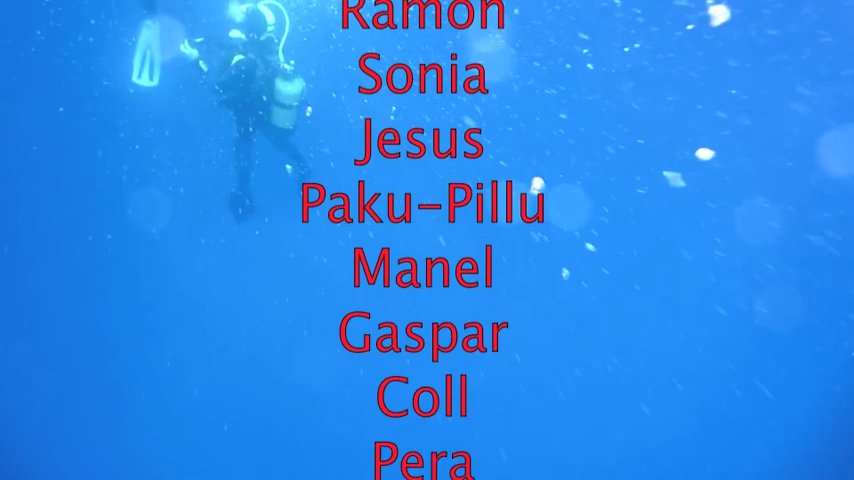 Ramon
Sonia
Jesus
Paku-Pillu
Manel
Gaspar
Coll
Pera